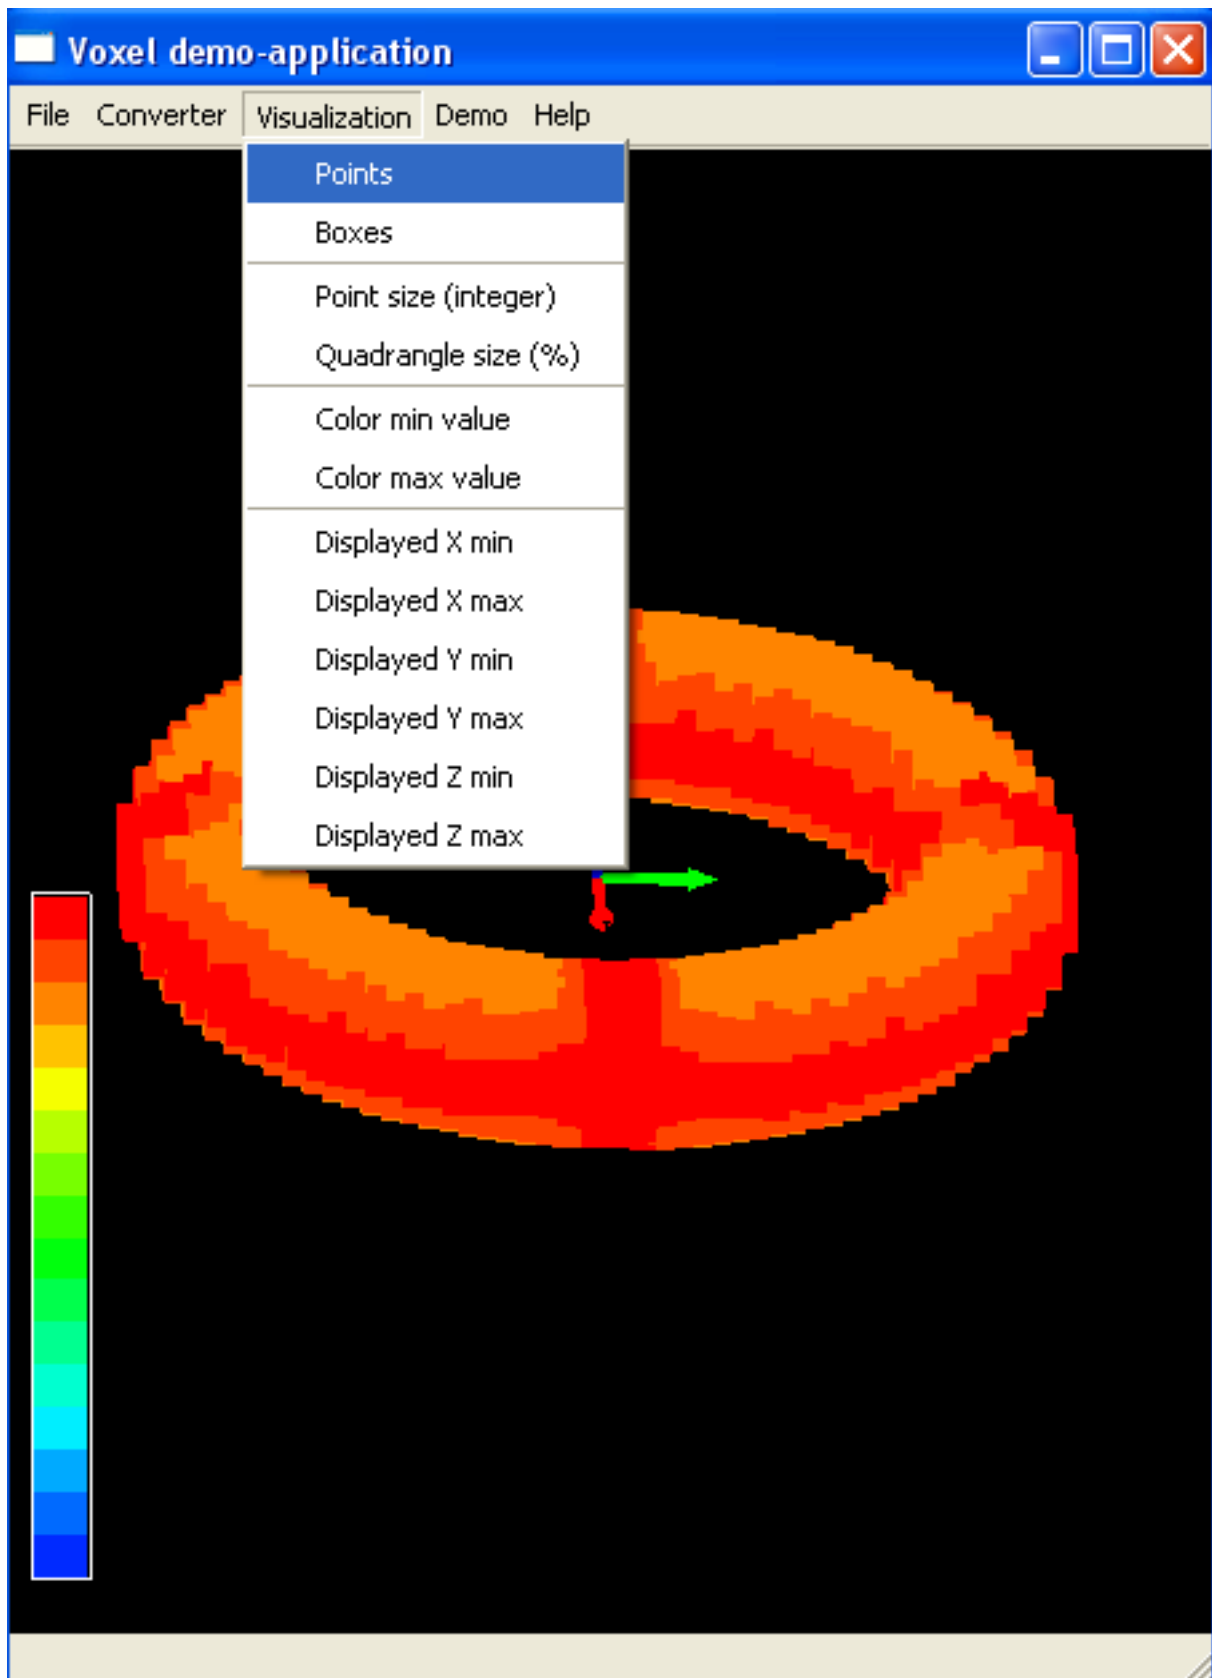 Voxel demo-application
File Converter Visualization Demo Help
Points
Boxes
Point size (integer)
Quadrangle size (%)
Color min value
Color max value
Displayed X min
Displayed X max
Displayed Y min
Displayed Y max
Displayed Z min
Displayed Z max